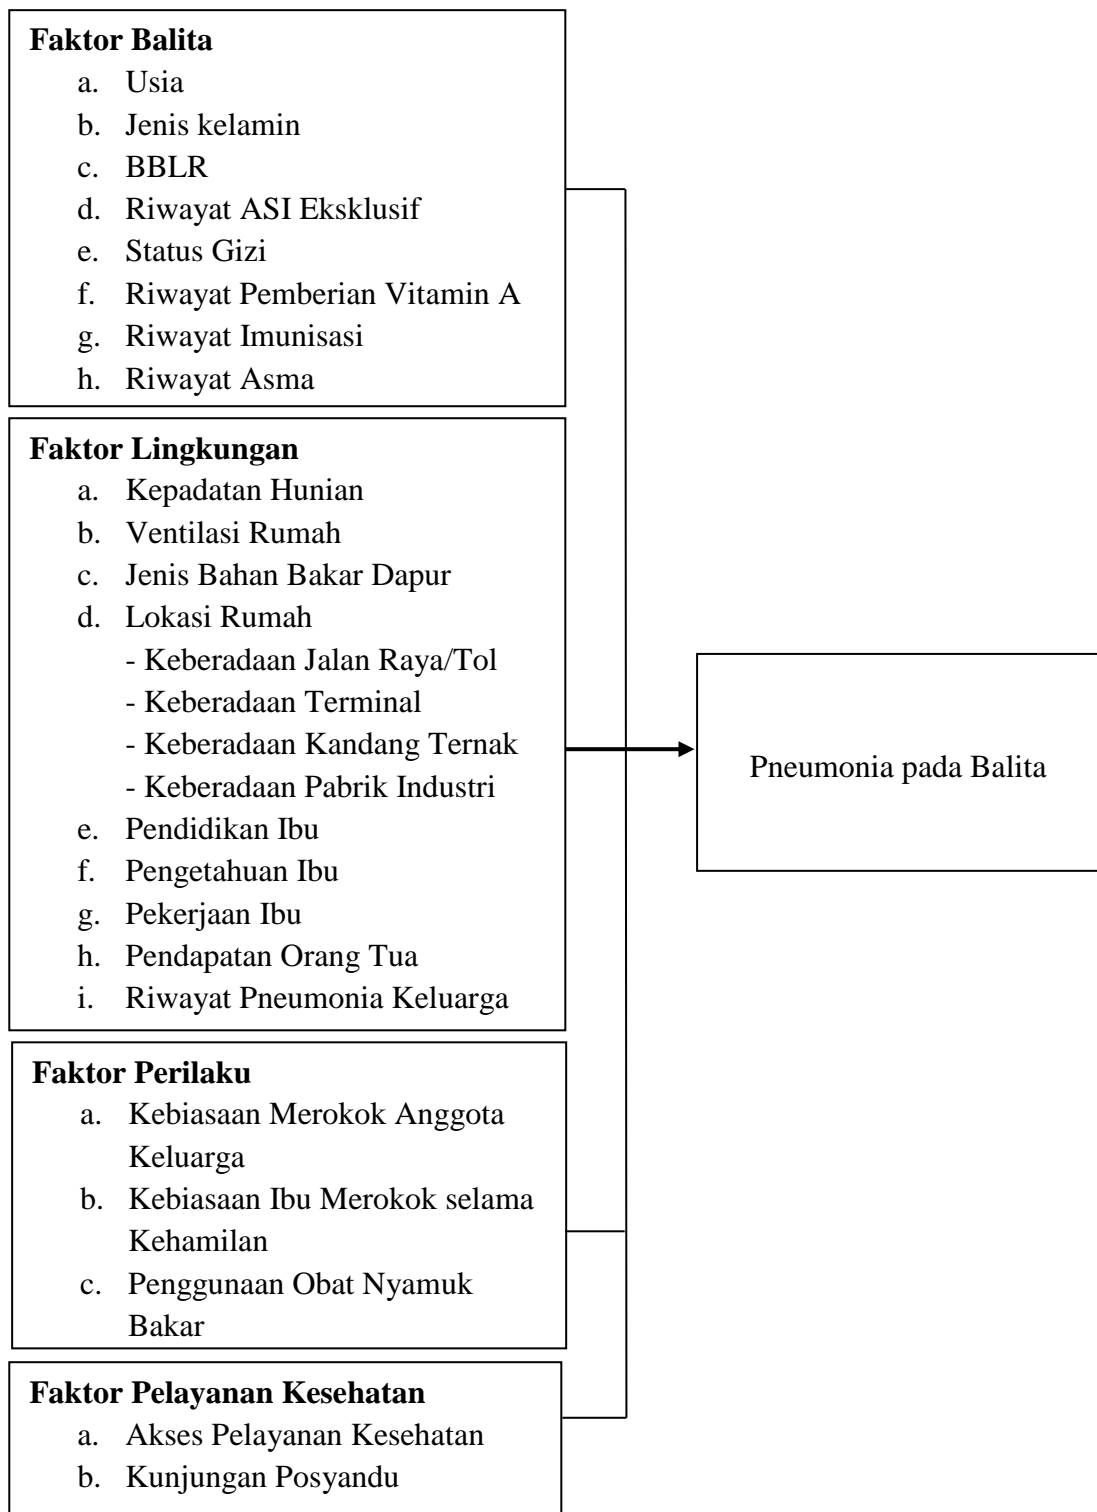 Faktor Balita
a. Usia
b. Jenis kelamin
c. BBLR
d. Riwayat ASI Eksklusif
e. Status Gizi
f. Riwayat Pemberian Vitamin A
g. Riwayat Imunisasi
h. Riwayat Asma
Faktor Lingkungan
a. Kepadatan Hunian
b. Ventilasi Rumah
c. Jenis Bahan Bakar Dapur
d. Lokasi Rumah
- Keberadaan Jalan Raya/Tol
- Keberadaan Terminal
- Keberadaan Kandang Ternak
- Keberadaan Pabrik Industri
e. Pendidikan Ibu
f. Pengetahuan Ibu
g. Pekerjaan Ibu
h. Pendapatan Orang Tua
i. Riwayat Pneumonia Keluarga
Faktor Perilaku
a. Kebiasaan Merokok Anggota
Keluarga
b. Kebiasaan Ibu Merokok selama
Kehamilan
c. Penggunaan Obat Nyamuk
Bakar
Faktor Pelayanan Kesehatan
a. Akses Pelayanan Kesehatan
b. Kunjungan Posyandu
Pneumonia pada Balita